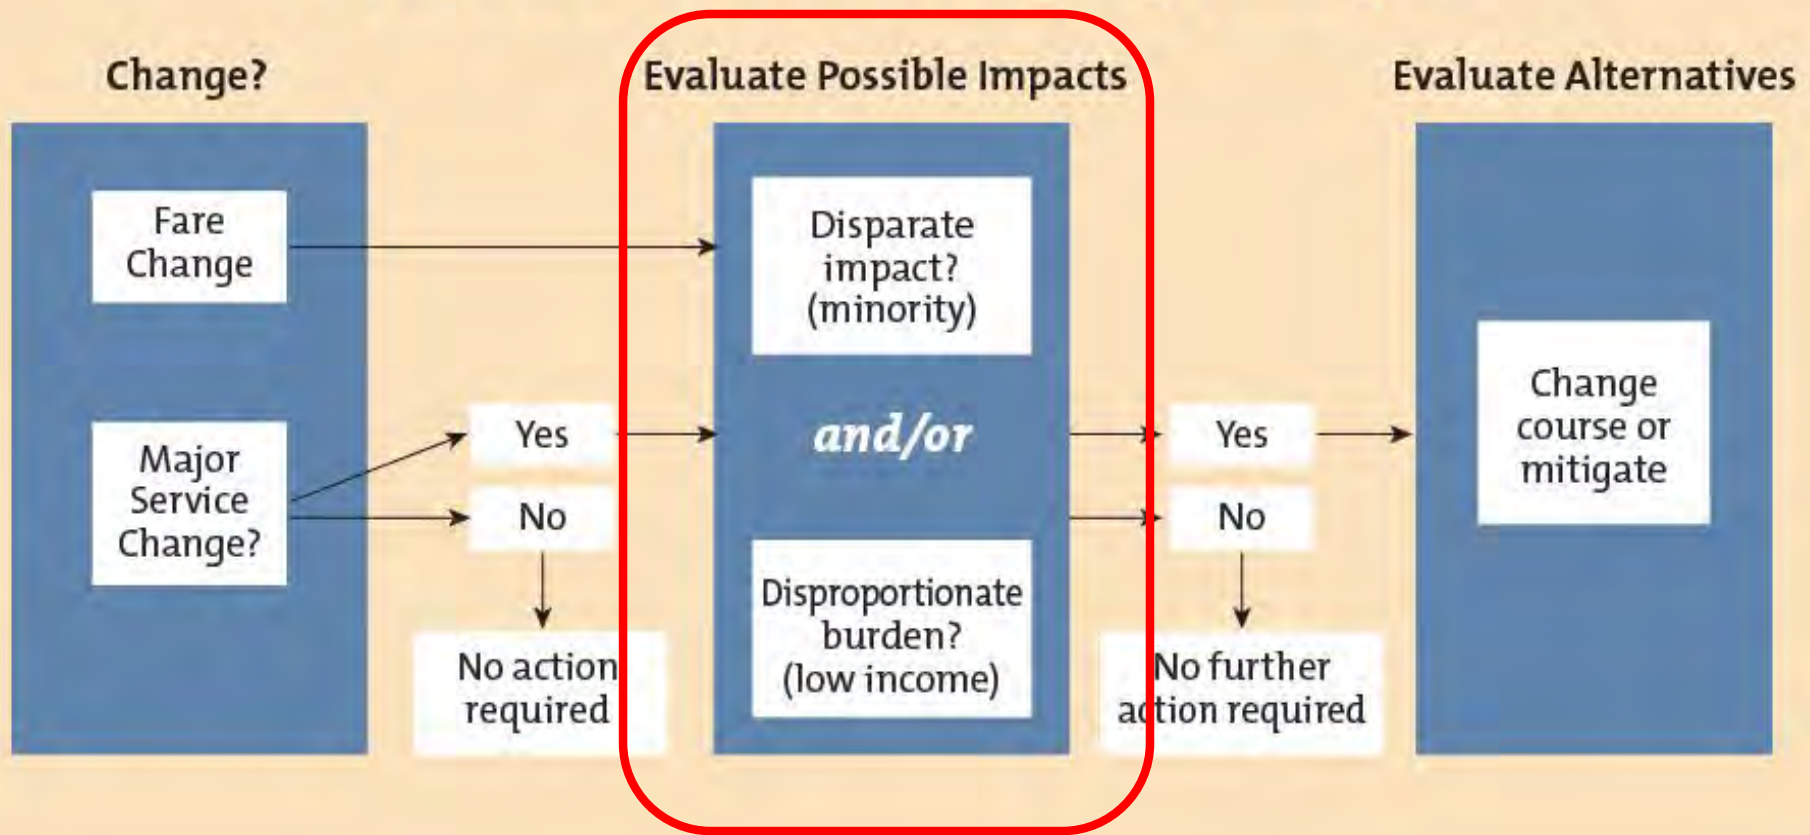 Change?
Evaluate Possible Impacts
Evaluate Alternatives
Fare
Change
Major
Service
Change?
Yes
No
No action
required
Disparate
impact?
(minority)
and/or
Disproportionate
burden?
(low income)
Yes
No
No further
action required
Change
course or
mitigate